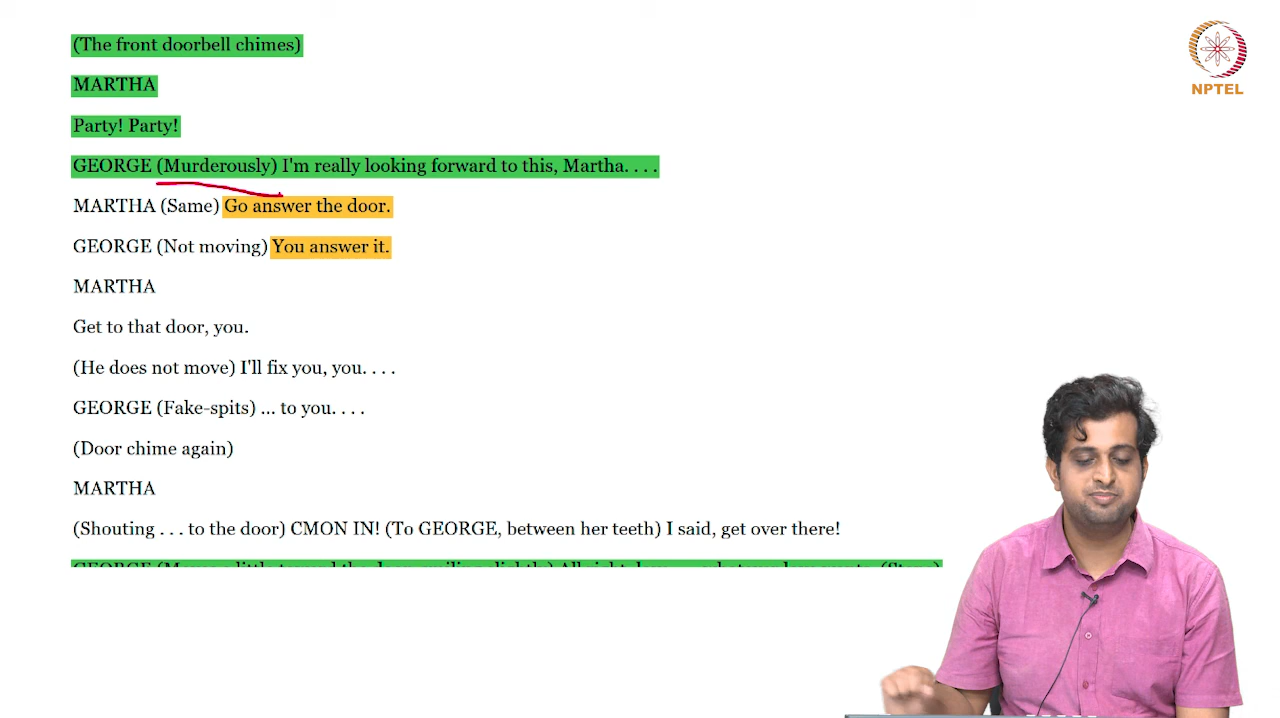 (The front doorbell chimes)
NPTEL
MARTHA
Party! Party!
GEORGE (Murderously) I'm really looking forward to this, Martha. . . .
MARTHA (Same) Go answer the door.
GEORGE (Not moving) You answer it.
MARTHA
Get to that door, you.
(He does not move) I'll fix you, you. . . .
GEORGE (Fake-spits) ... to you. . . .
(Door chime again)
MARTHA
(Shouting . . . to the door) CMON IN! (To GEORGE, between her teeth) I said, get over there!